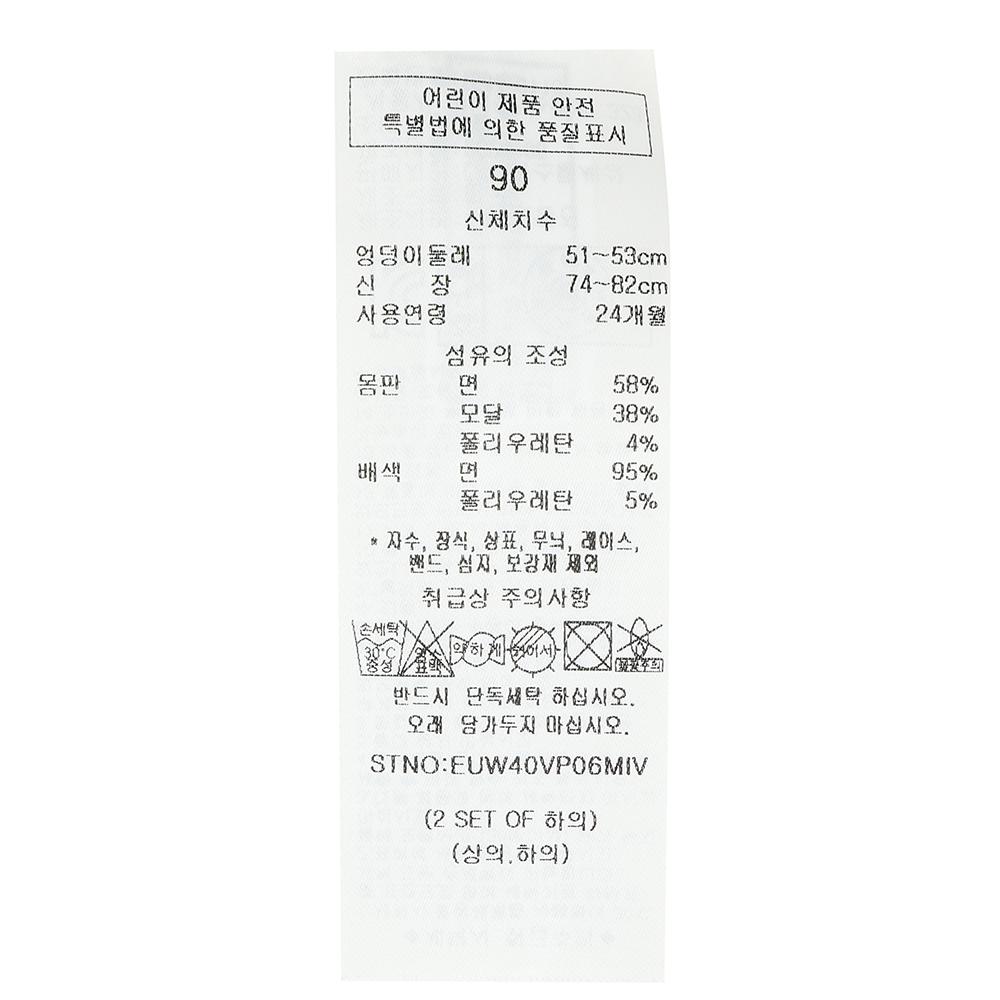 어린이 제품 안전
특별법에 의한 품질표시
90
신체치수
엉덩이둘레 51~53cm
신 장 74~82cm
사용연령 24개월
섬유의 조성
몸판 면 58%
모달 38%
폴리우레탄 4%
배색 면 95%
폴리우레탄 5%
* 자수, 장식, 상표, 무늬, 레이스,
밴드, 심지, 보강재 제외
취급상 주의사항
손세탁 30°C 중성 염소 표백 약하게 뉘어서
반드시 단독세탁 하십시오.
오래 담가두지 마십시오.
STNO:EUW40VP06MIV
(2 SET OF 하의)
(상의.하의)